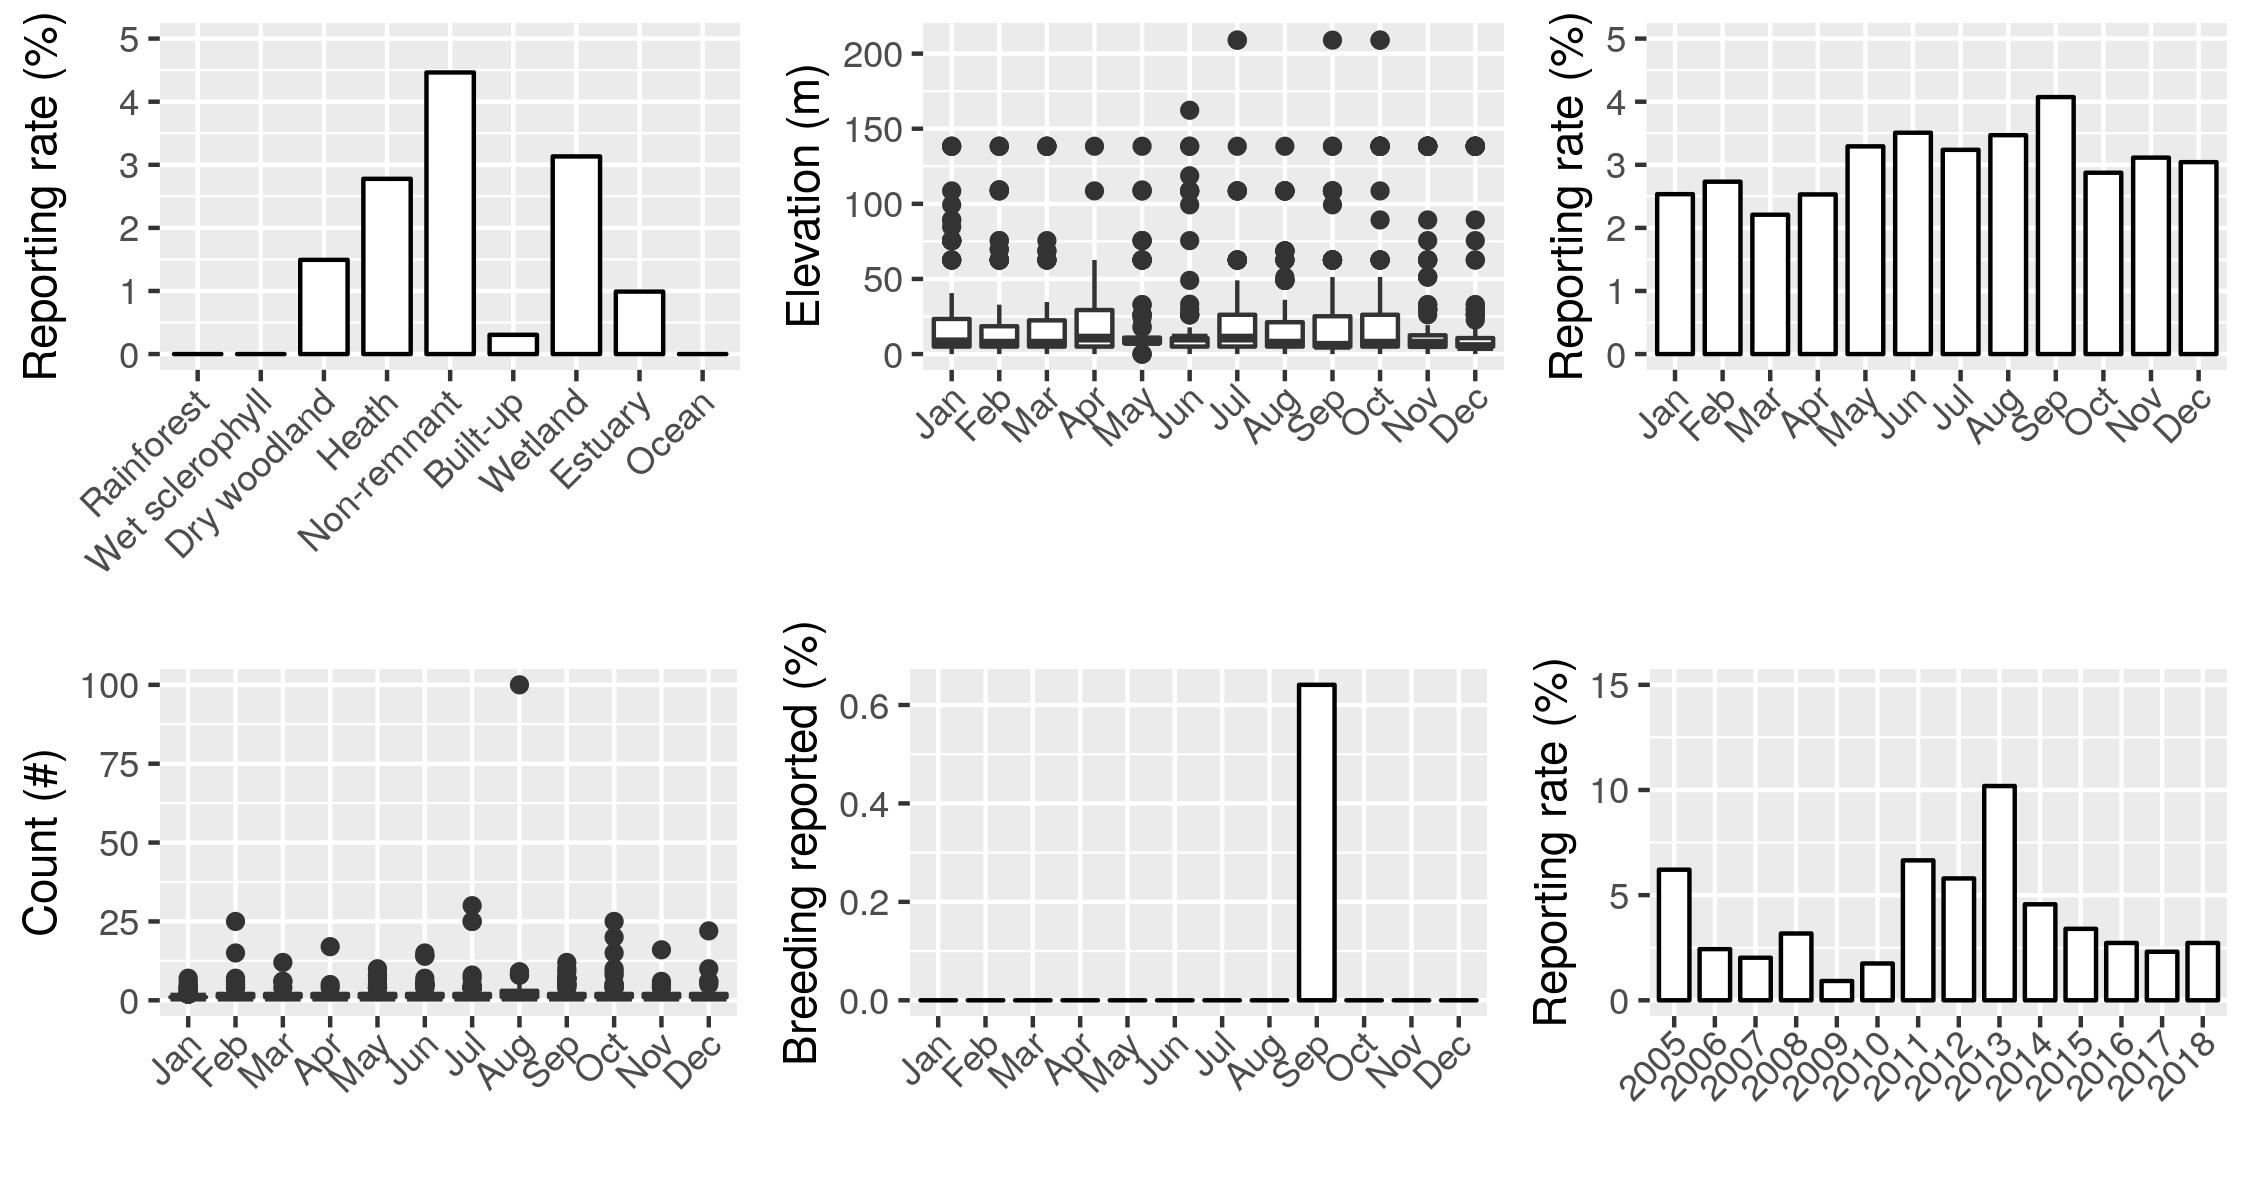 Reporting rate (%)
5
4
3
2
1
0
Rainforest
Wet sclerophyll
Dry woodland
Heath
Non-remnant
Built-up
Wetland
Estuary
Ocean
Elevation (m)
200
150
100
50
0
Jan
Feb
Mar
Apr
May
Jun
Jul
Aug
Sep
Oct
Nov
Dec
Reporting rate (%)
5
4
3
2
1
0
Jan
Feb
Mar
Apr
May
Jun
Jul
Aug
Sep
Oct
Nov
Dec
Count (#)
100
75
50
25
0
Jan
Feb
Mar
Apr
May
Jun
Jul
Aug
Sep
Oct
Nov
Dec
Breeding reported (%)
0.6
0.4
0.2
0.0
Jan
Feb
Mar
Apr
May
Jun
Jul
Aug
Sep
Oct
Nov
Dec
Reporting rate (%)
15
10
5
0
2005
2006
2007
2008
2009
2010
2011
2012
2013
2014
2015
2016
2017
2018